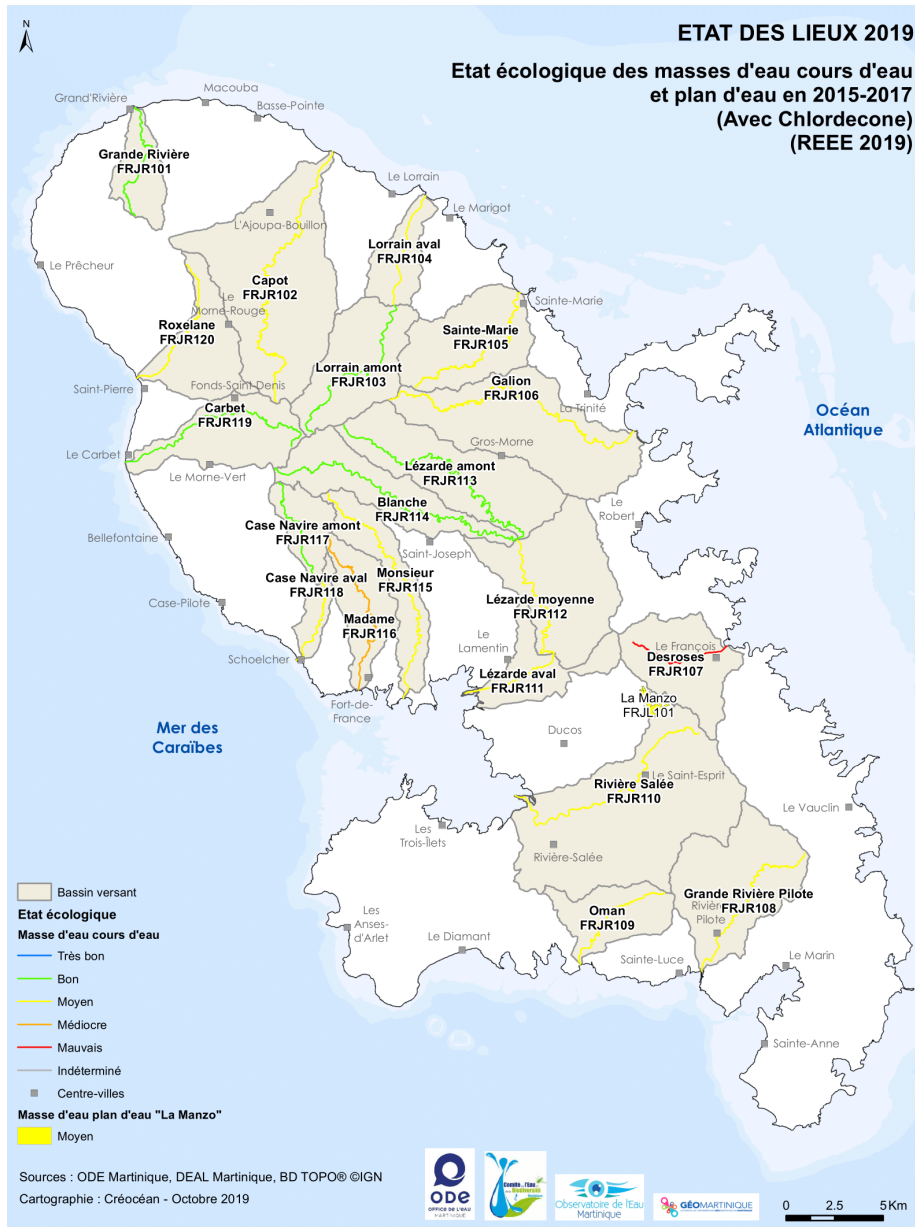 N
ETAT DES LIEUX 2019
Etat écologique des masses d'eau cours d'eau
et plan d'eau en 2015-2017
(Avec Chlordecone)
(REEE 2019)
Macouba
Grand'Rivière
Basse-Pointe
Grande Rivière
FRJR101
Le Lorrain
Le Marigot
L'Ajoupa-Bouillon
Lorrain aval
FRJR104
Le Prêcheur
Capot
FRJR102
Le
Morne-Rouge
Sainte-Marie
Roxelane
FRJR120
Sainte-Marie
FRJR105
Lorrain amont
FRJR103
Saint-Pierre
Fonds-Saint-Denis
Galion
FRJR106
La Trinité
Carbet
FRJR119
Océan
Atlantique
Gros-Morne
Le Carbet
Le Morne-Vert
Lézarde amont
FRJR113
Blanche
FRJR114
Le
Robert
Case Navire amont
FRJR117
Bellefontaine
Saint-Joseph
Case Navire aval
FRJR118
Monsieur
FRJR115
Case-Pilote
Lézarde moyenne
FRJR112
Madame
FRJR116
Le
Lamentin
Le François
Desroses
FRJR107
Schoelcher
Lézarde aval
FRJR111
La Manzo
FRJL101
Fort-de-
France
Mer des
Caraïbes
Ducos
Le Saint-Esprit
Rivière Salée
FRJR110
Le Vauclin
Les
Trois-Îlets
Rivière-Salée
Grande Rivière Pilote
FRJR108
Pilote
Oman
FRJR109
Les
Anses-
d'Arlet
Le Diamant
Sainte-Luce
Le Marin
Sainte-Anne
Bassin versant
Etat écologique
Masse d'eau cours d'eau
Très bon
Bon
Moyen
Médiocre
Mauvais
Indéterminé
Centre-villes
Masse d'eau plan d'eau "La Manzo"
Moyen
Sources : ODE Martinique, DEAL Martinique, BD TOPO® ©IGN
Cartographie : Créocéan - Octobre 2019
ODE
OFFICE DE L'EAU
MARTINIQUE
Comité de l'Eau
et de la Biodiversité
Observatoire de l'Eau
Martinique
GÉOMARTINIQUE
0 2.5 5 Km